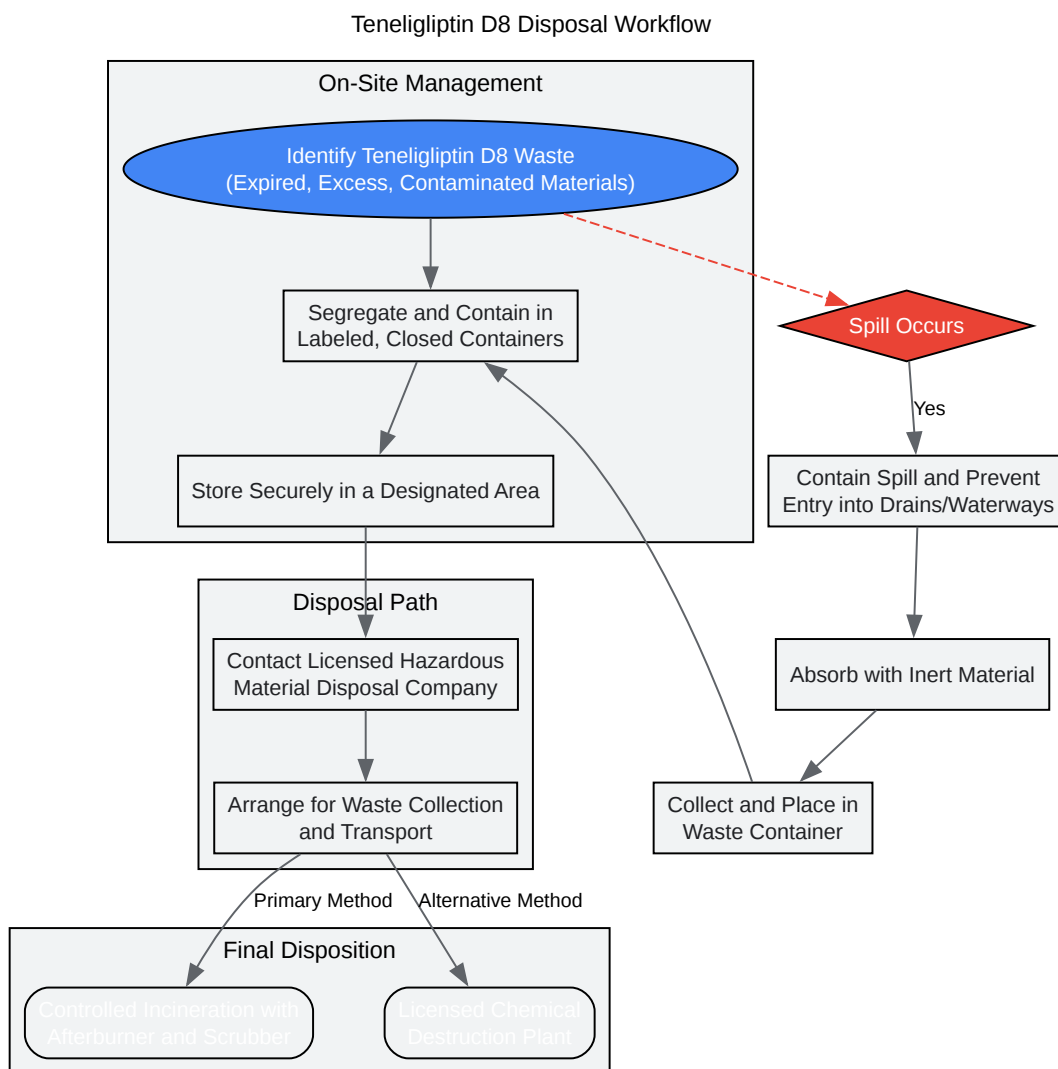 Teneligliptin D8 Disposal Workflow
On-Site Management
Identify Teneligliptin D8 Waste
(Expired, Excess, Contaminated Materials)
Segregate and Contain in
Labeled, Closed Containers
Spill Occurs
Yes
Store Securely in a Designated Area
Contain Spill and Prevent
Entry into Drains/Waterways
Disposal Path
Contact Licensed Hazardous
Material Disposal Company
Absorb with Inert Material
Arrange for Waste Collection
and Transport
Collect and Place in
Waste Container
Primary Method
Alternative Method
Final Disposition
Controlled Incineration with
Afterburner and Scrubber
Licensed Chemical
Destruction Plant